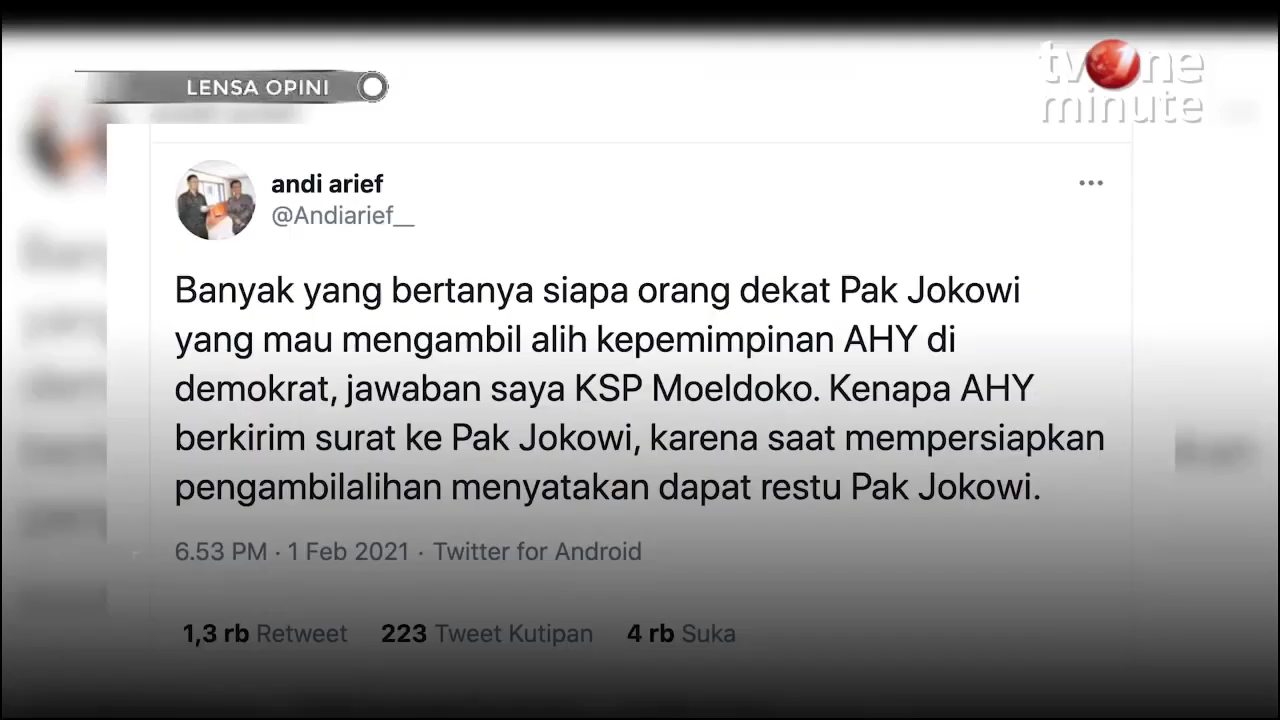 LENSA OPINI
tvOne
minute
andi arief
@Andiarief__
Banyak yang bertanya siapa orang dekat Pak Jokowi
yang mau mengambil alih kepemimpinan AHY di
demokrat, jawaban saya KSP Moeldoko. Kenapa AHY
berkirim surat ke Pak Jokowi, karena saat mempersiapkan
pengambilalihan menyatakan dapat restu Pak Jokowi.
6.53 PM · 1 Feb 2021 · Twitter for Android
1,3 rb Retweet 223 Tweet Kutipan 4 rb Suka